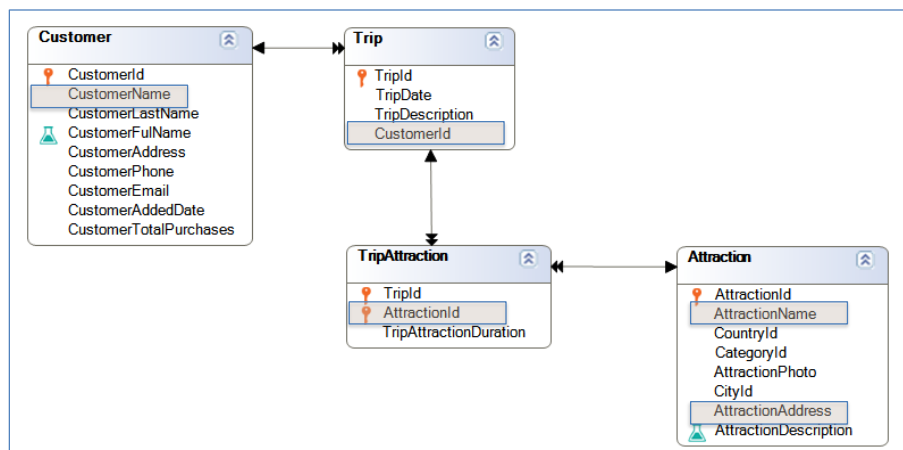 Customer
CustomerId
CustomerName
CustomerLastName
CustomerFulName
CustomerAddress
CustomerPhone
CustomerEmail
CustomerAddedDate
CustomerTotalPurchases
Trip
TripId
TripDate
TripDescription
CustomerId
TripAttraction
TripId
AttractionId
TripAttractionDuration
Attraction
AttractionId
AttractionName
CountryId
CategoryId
AttractionPhoto
CityId
AttractionAddress
AttractionDescription